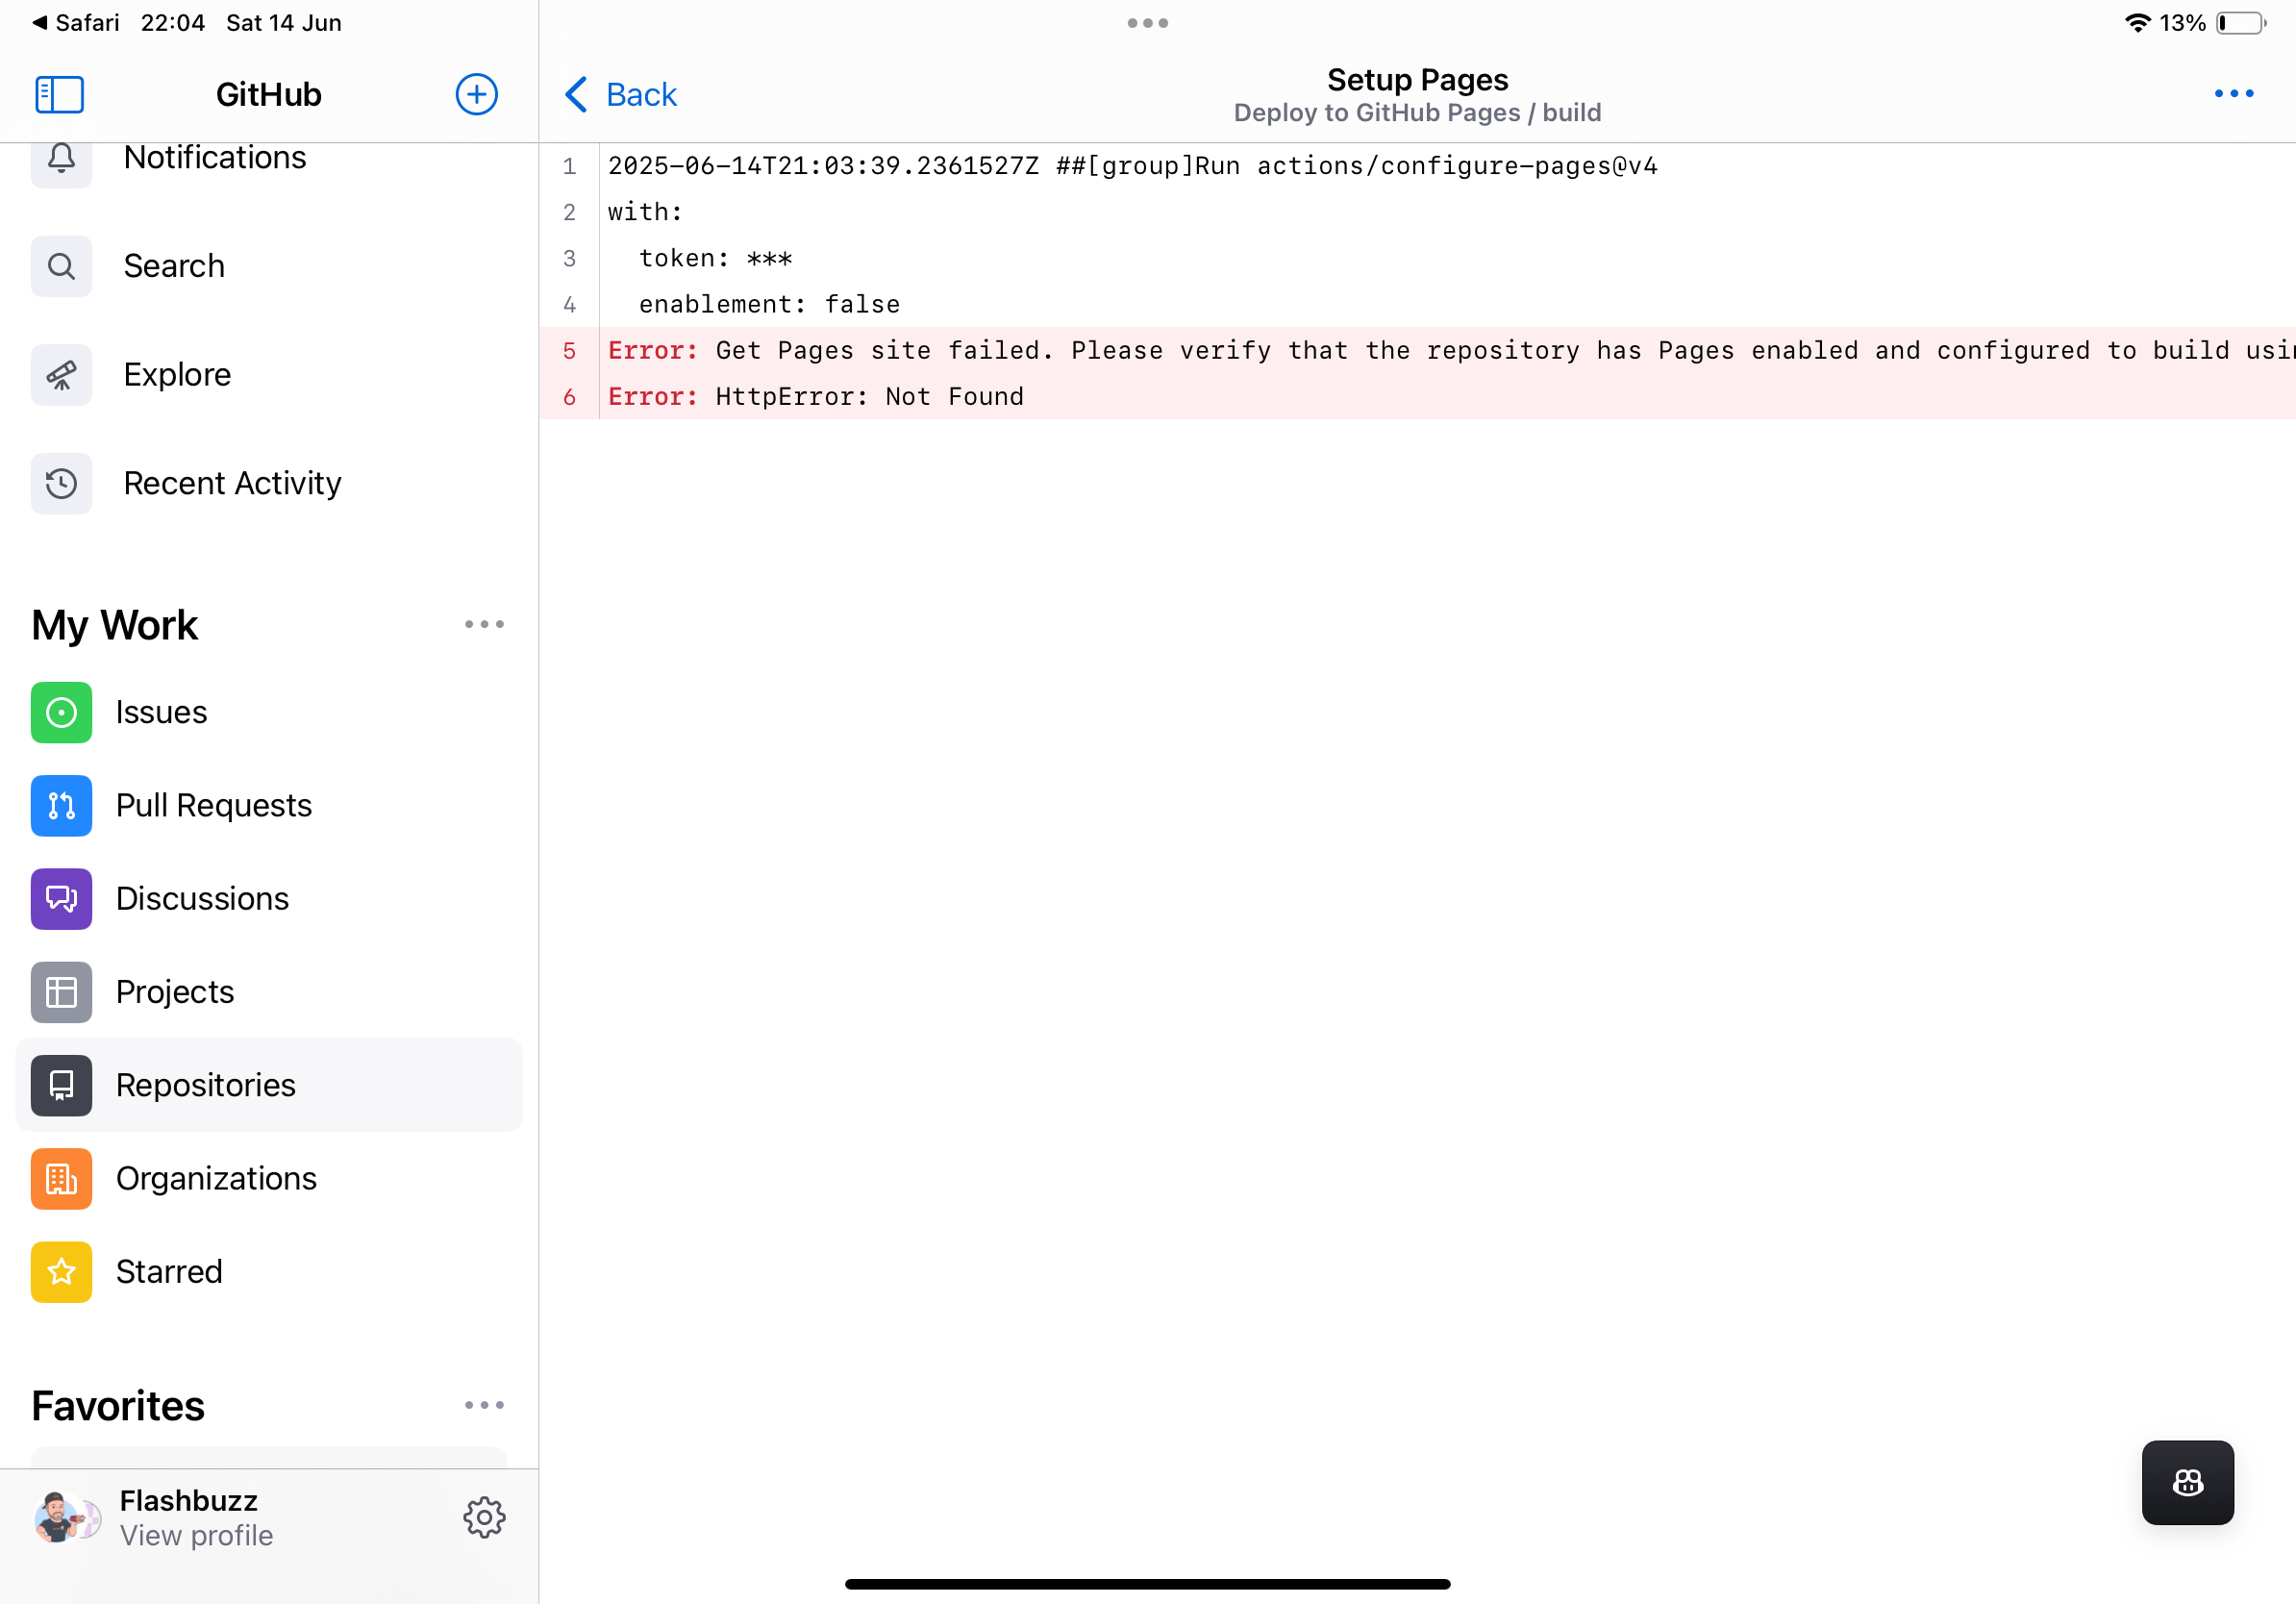 Safari 22:04 Sat 14 Jun
13%
GitHub
Notifications
Search
Explore
Recent Activity
My Work
Issues
Pull Requests
Discussions
Projects
Repositories
Organizations
Starred
Favorites
Flashbuzz
View profile
Back
Setup Pages
Deploy to GitHub Pages / build
1 2025-06-14T21:03:39.2361527Z ##[group]Run actions/configure-pages@v4
2 with:
3 token: ***
4 enablement: false
5 Error: Get Pages site failed. Please verify that the repository has Pages enabled and configured to build
6 Error: HttpError: Not Found